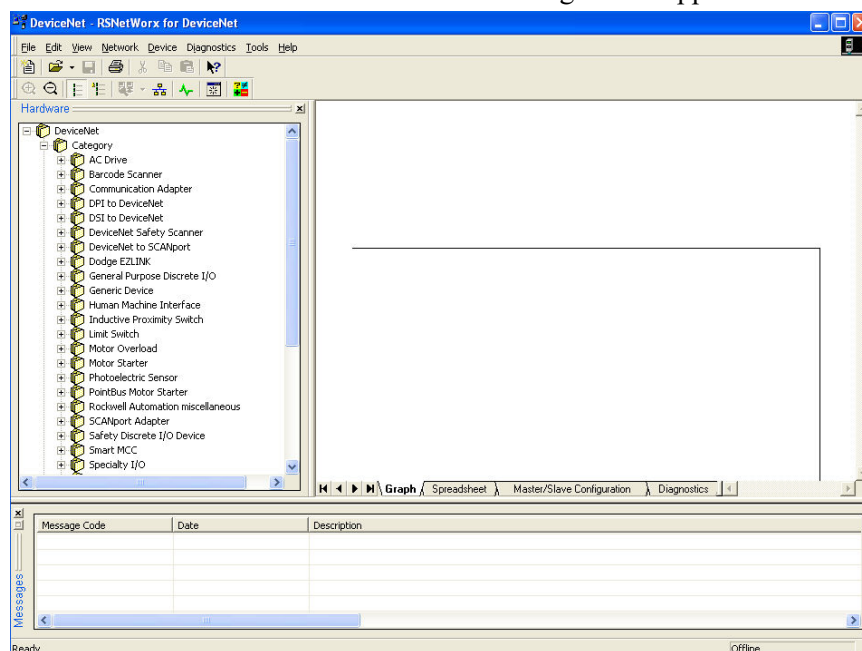 DeviceNet - RSNetWorx for DeviceNet
File Edit View Network Device Diagnostics Tools Help
Hardware
DeviceNet
Category
AC Drive
Barcode Scanner
Communication Adapter
DPI to DeviceNet
DSI to DeviceNet
DeviceNet Safety Scanner
DeviceNet to SCANport
Dodge EZLINK
General Purpose Discrete I/O
Generic Device
Human Machine Interface
Inductive Proximity Switch
Limit Switch
Motor Overload
Motor Starter
Photoelectric Sensor
PointBus Motor Starter
Rockwell Automation miscellaneous
SCANport Adapter
Safety Discrete I/O Device
Smart MCC
Specialty I/O
Graph Spreadsheet Master/Slave Configuration Diagnostics
Message Code Date Description
Messages
Ready Offline